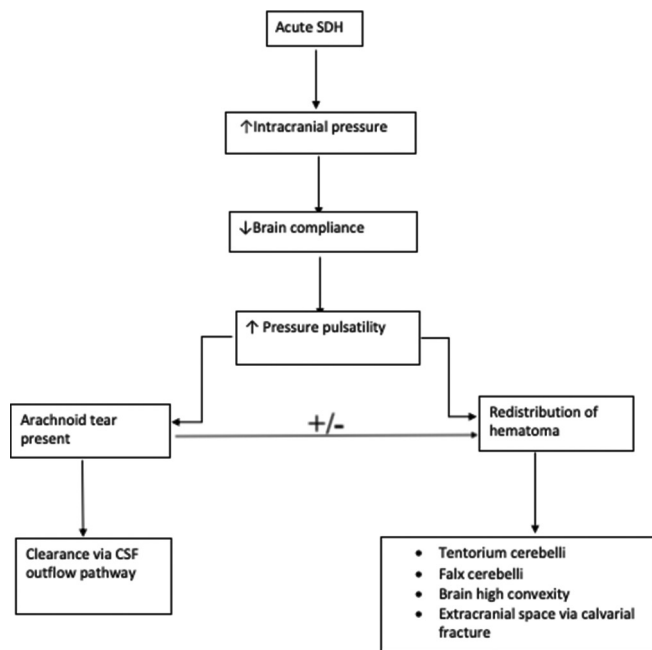 Acute SDH
↑Intracranial pressure
↓Brain compliance
↑ Pressure pulsatility
Arachnoid tear
present
+/-
Redistribution of
hematoma
Clearance via CSF
outflow pathway
• Tentorium cerebelli
• Falx cerebelli
• Brain high convexity
• Extracranial space via calvarial
fracture